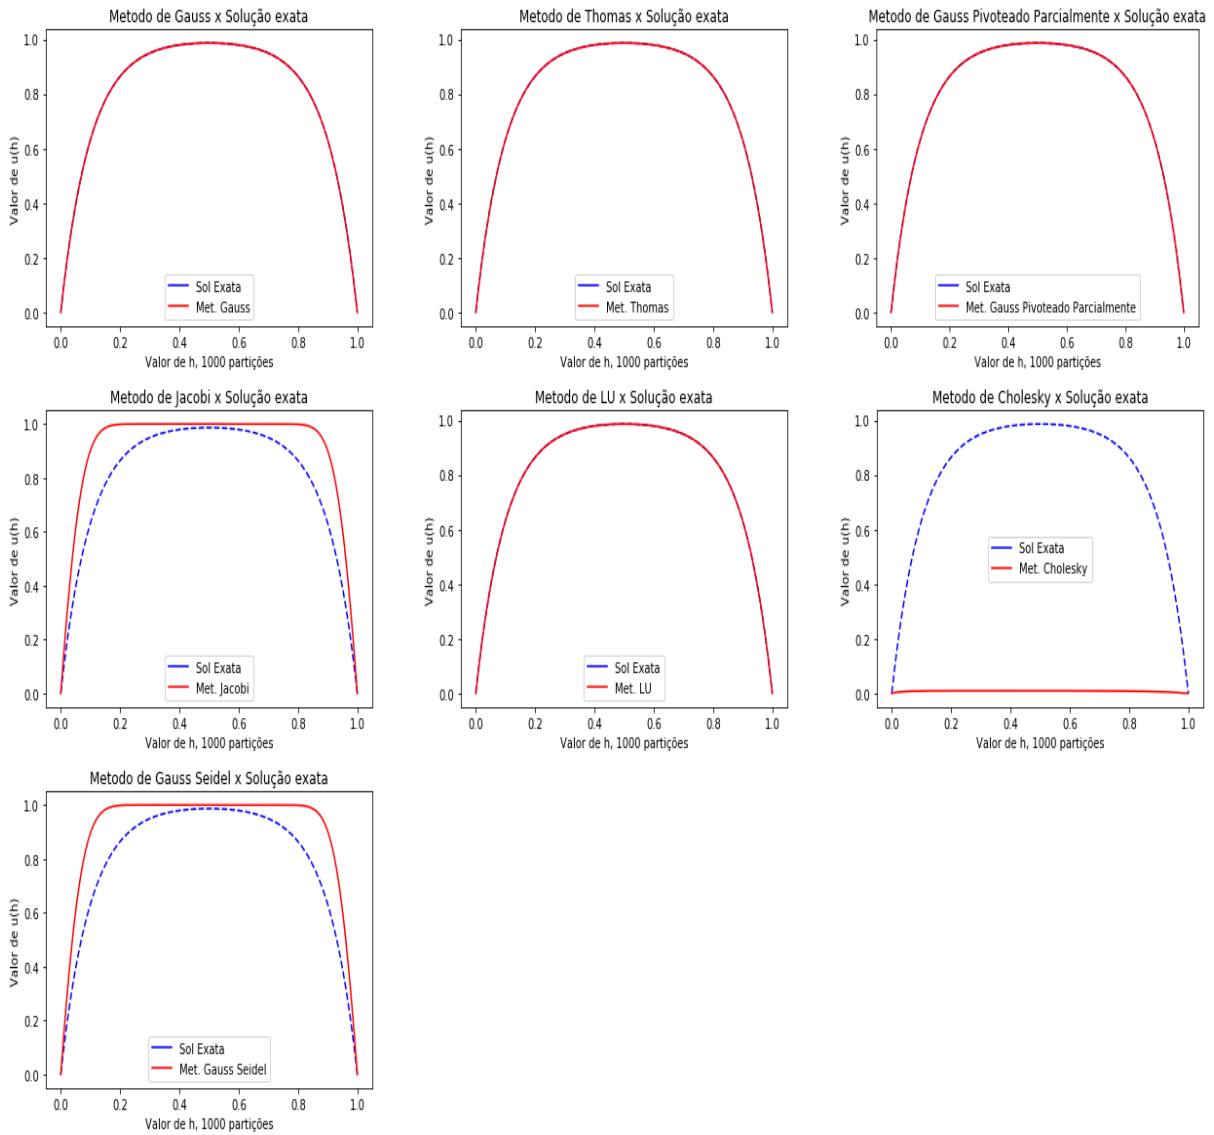 Metodo de Gauss x Solução exata
Valor de u(h)
1.0
0.8
0.6
0.4
0.2
0.0
Sol Exata
Met. Gauss
0.0 0.2 0.4 0.6 0.8 1.0
Valor de h, 1000 partições
Metodo de Thomas x Solução exata
Valor de u(h)
1.0
0.8
0.6
0.4
0.2
0.0
Sol Exata
Met. Thomas
0.0 0.2 0.4 0.6 0.8 1.0
Valor de h, 1000 partições
Metodo de Gauss Pivoteado Parcialmente x Solução exata
Valor de u(h)
1.0
0.8
0.6
0.4
0.2
0.0
Sol Exata
Met. Gauss Pivoteado Parcialmente
0.0 0.2 0.4 0.6 0.8 1.0
Valor de h, 1000 partições
Metodo de Jacobi x Solução exata
Valor de u(h)
1.0
0.8
0.6
0.4
0.2
0.0
Sol Exata
Met. Jacobi
0.0 0.2 0.4 0.6 0.8 1.0
Valor de h, 1000 partições
Metodo de LU x Solução exata
Valor de u(h)
1.0
0.8
0.6
0.4
0.2
0.0
Sol Exata
Met. LU
0.0 0.2 0.4 0.6 0.8 1.0
Valor de h, 1000 partições
Metodo de Cholesky x Solução exata
Valor de u(h)
1.0
0.8
0.6
0.4
0.2
0.0
Sol Exata
Met. Cholesky
0.0 0.2 0.4 0.6 0.8 1.0
Valor de h, 1000 partições
Metodo de Gauss Seidel x Solução exata
Valor de u(h)
1.0
0.8
0.6
0.4
0.2
0.0
Sol Exata
Met. Gauss Seidel
0.0 0.2 0.4 0.6 0.8 1.0
Valor de h, 1000 partições